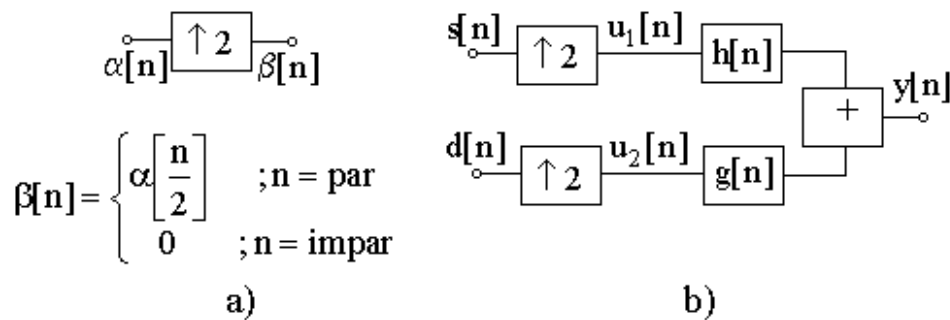 ↑ 2
α[n]
β[n]
β[n] = { α[n/2] ; n = par
0 ; n = impar
a)
s[n]
↑ 2
u₁[n]
h[n]
+
y[n]
d[n]
↑ 2
u₂[n]
g[n]
b)